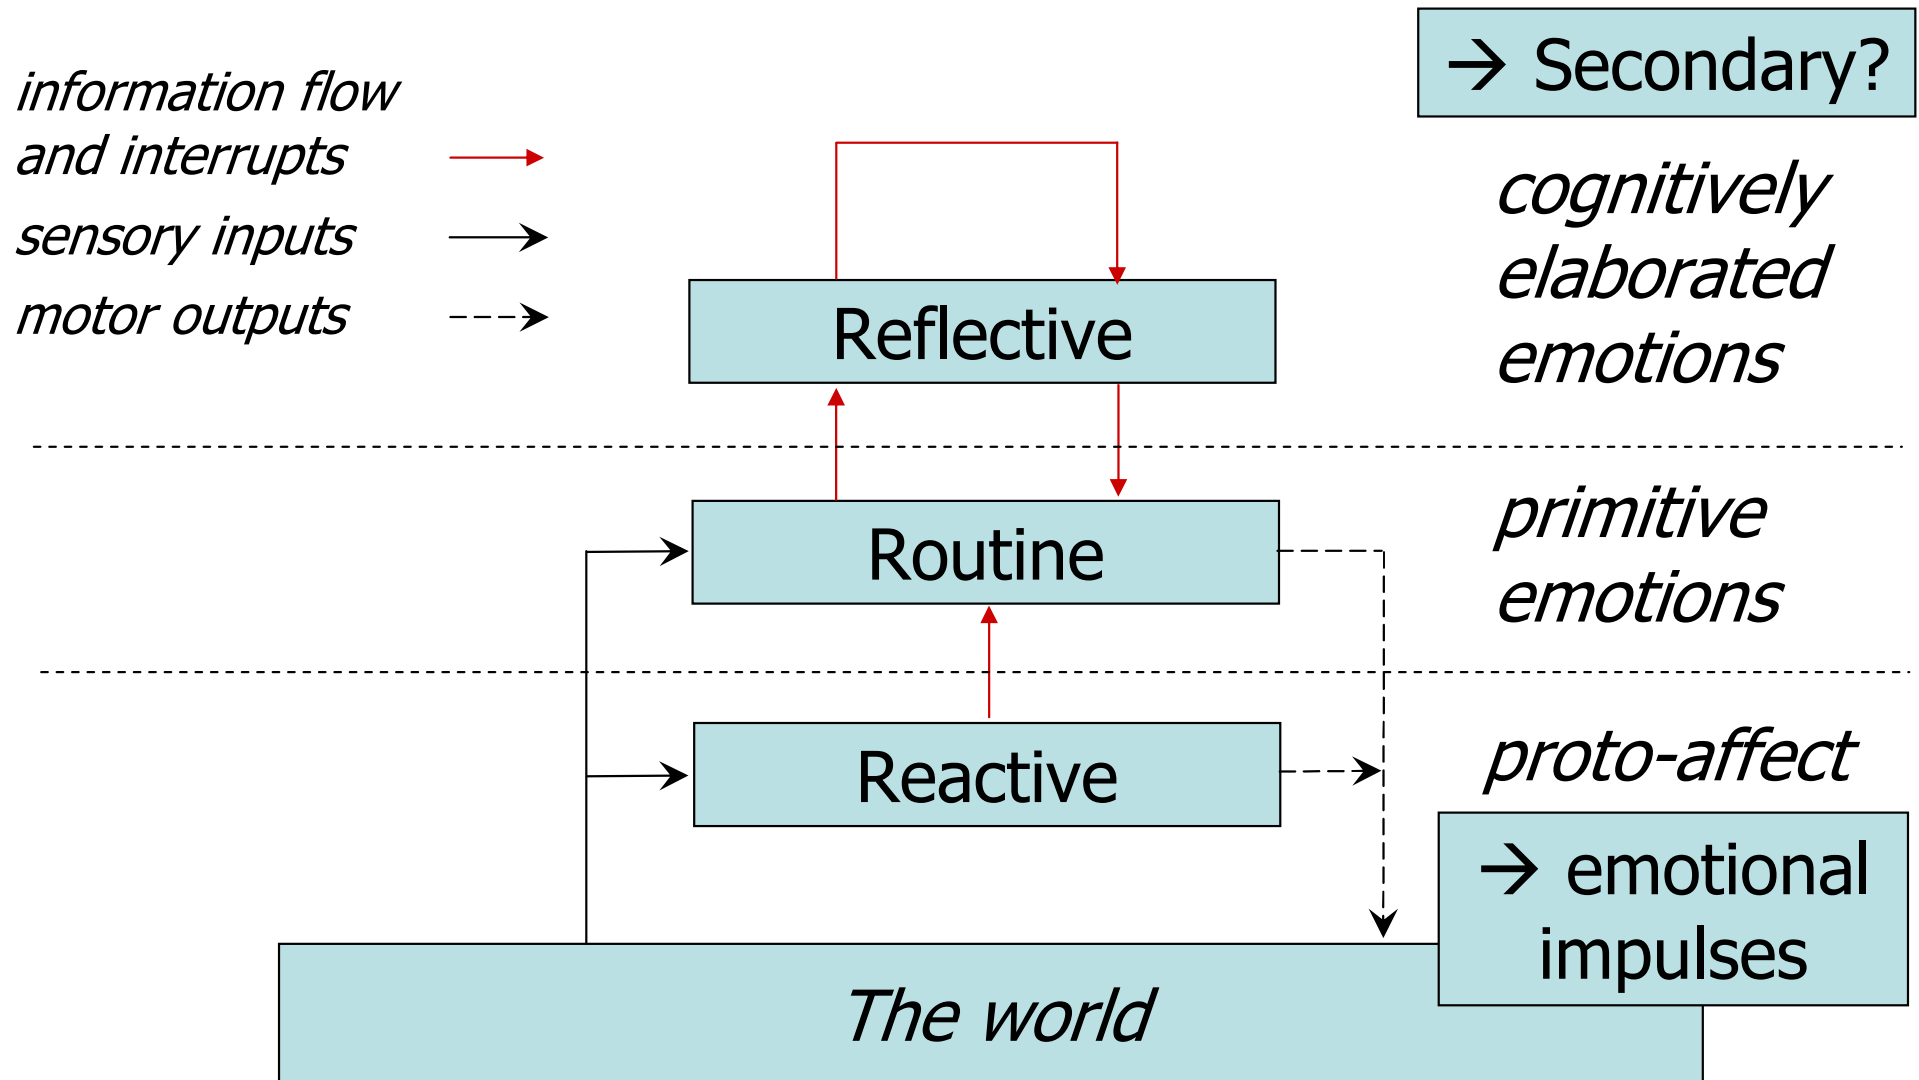 information flow
and interrupts
sensory inputs
motor outputs
→ Secondary?
cognitively
elaborated
emotions
Reflective
Routine
primitive
emotions
Reactive
proto-affect
→ emotional
impulses
The world